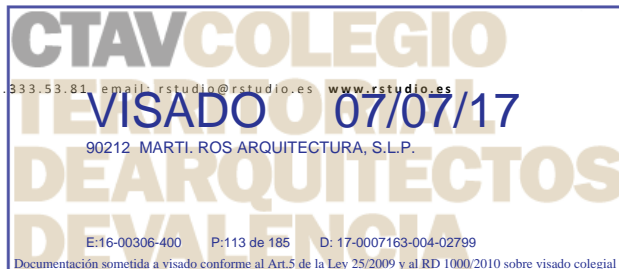 CTAVCOLEGIO
.333.53.81 email: rstudio@rstudio.es www.rstudio.es
TERRITORIAL
VISADO 07/07/17
90212 MARTI. ROS ARQUITECTURA, S.L.P.
DEARQUITECTOS
DEVALENCIA
E:16-00306-400 P:113 de 185 D: 17-0007163-004-02799
Documentación sometida a visado conforme al Art.5 de la Ley 25/2009 y al RD 1000/2010 sobre visado colegial